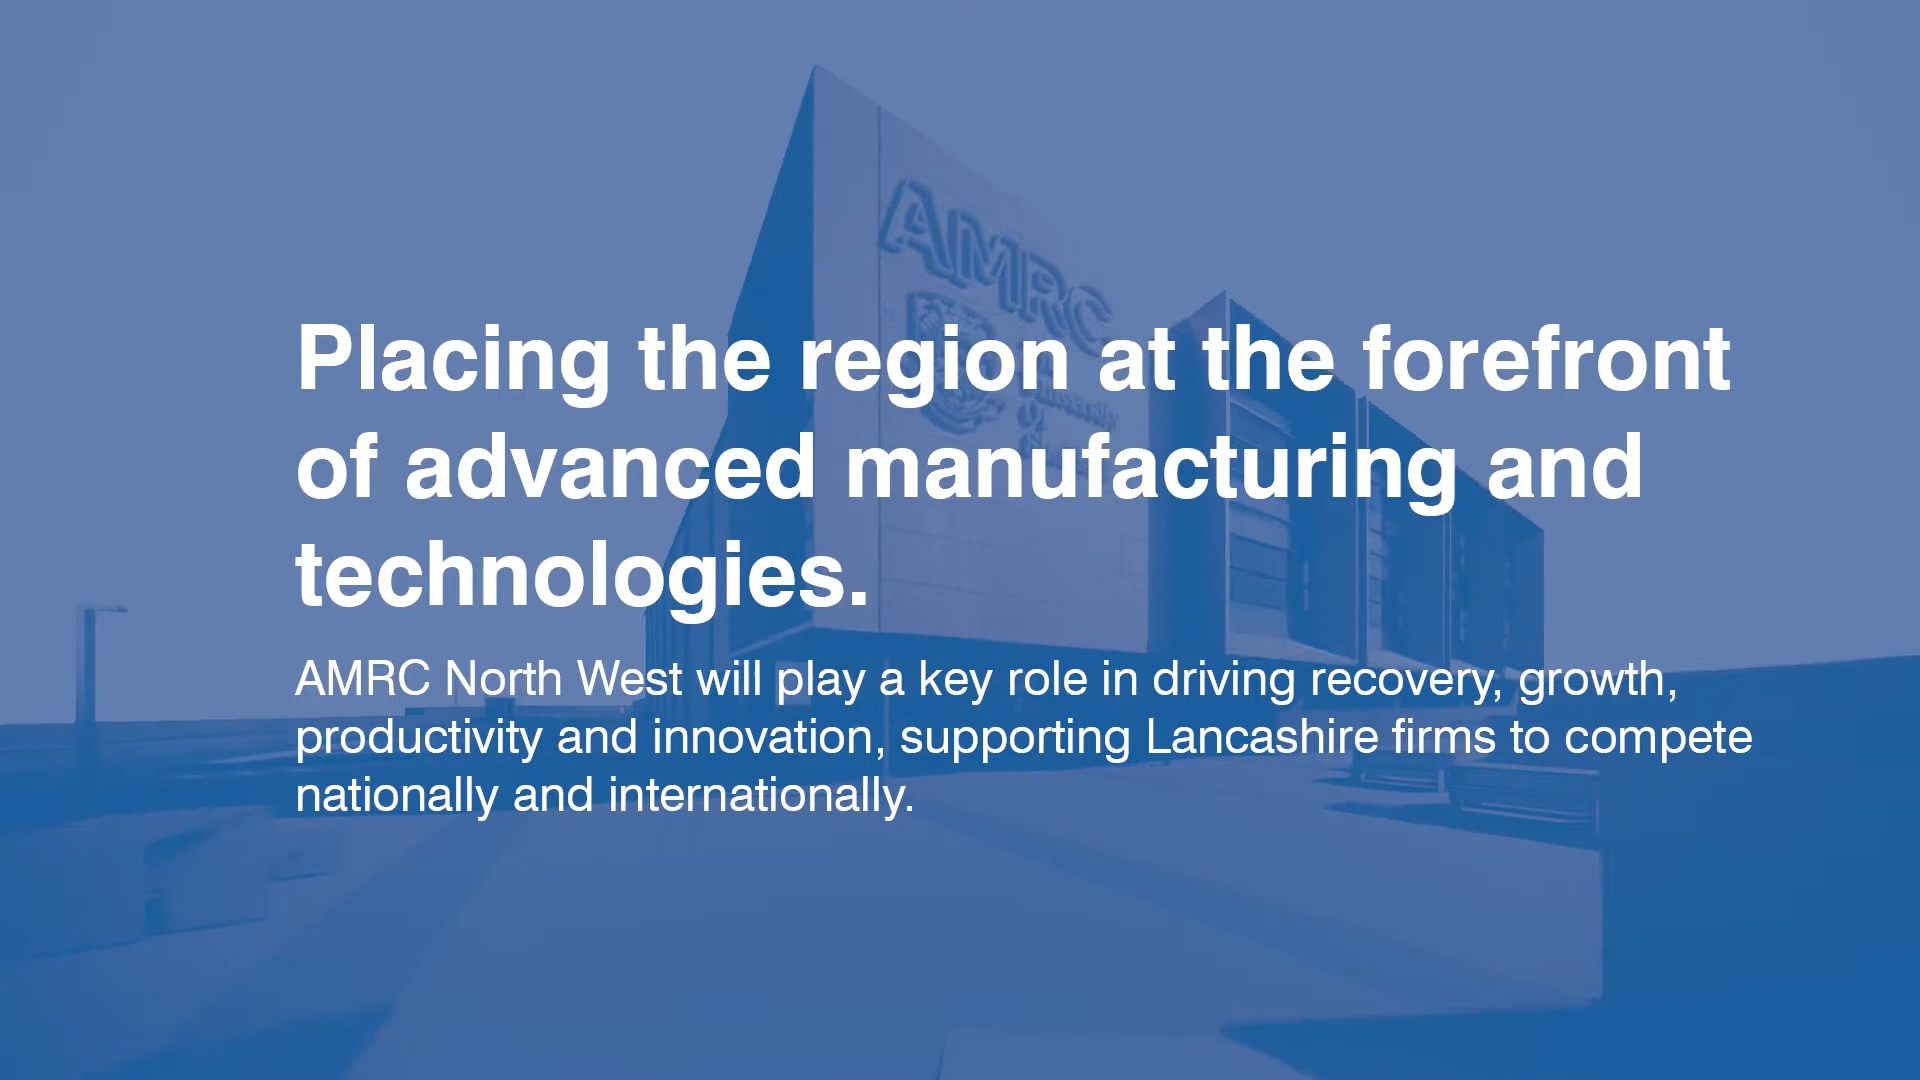 AMRC
Placing the region at the forefront
of advanced manufacturing and
technologies.
AMRC North West will play a key role in driving recovery, growth,
productivity and innovation, supporting Lancashire firms to compete
nationally and internationally.